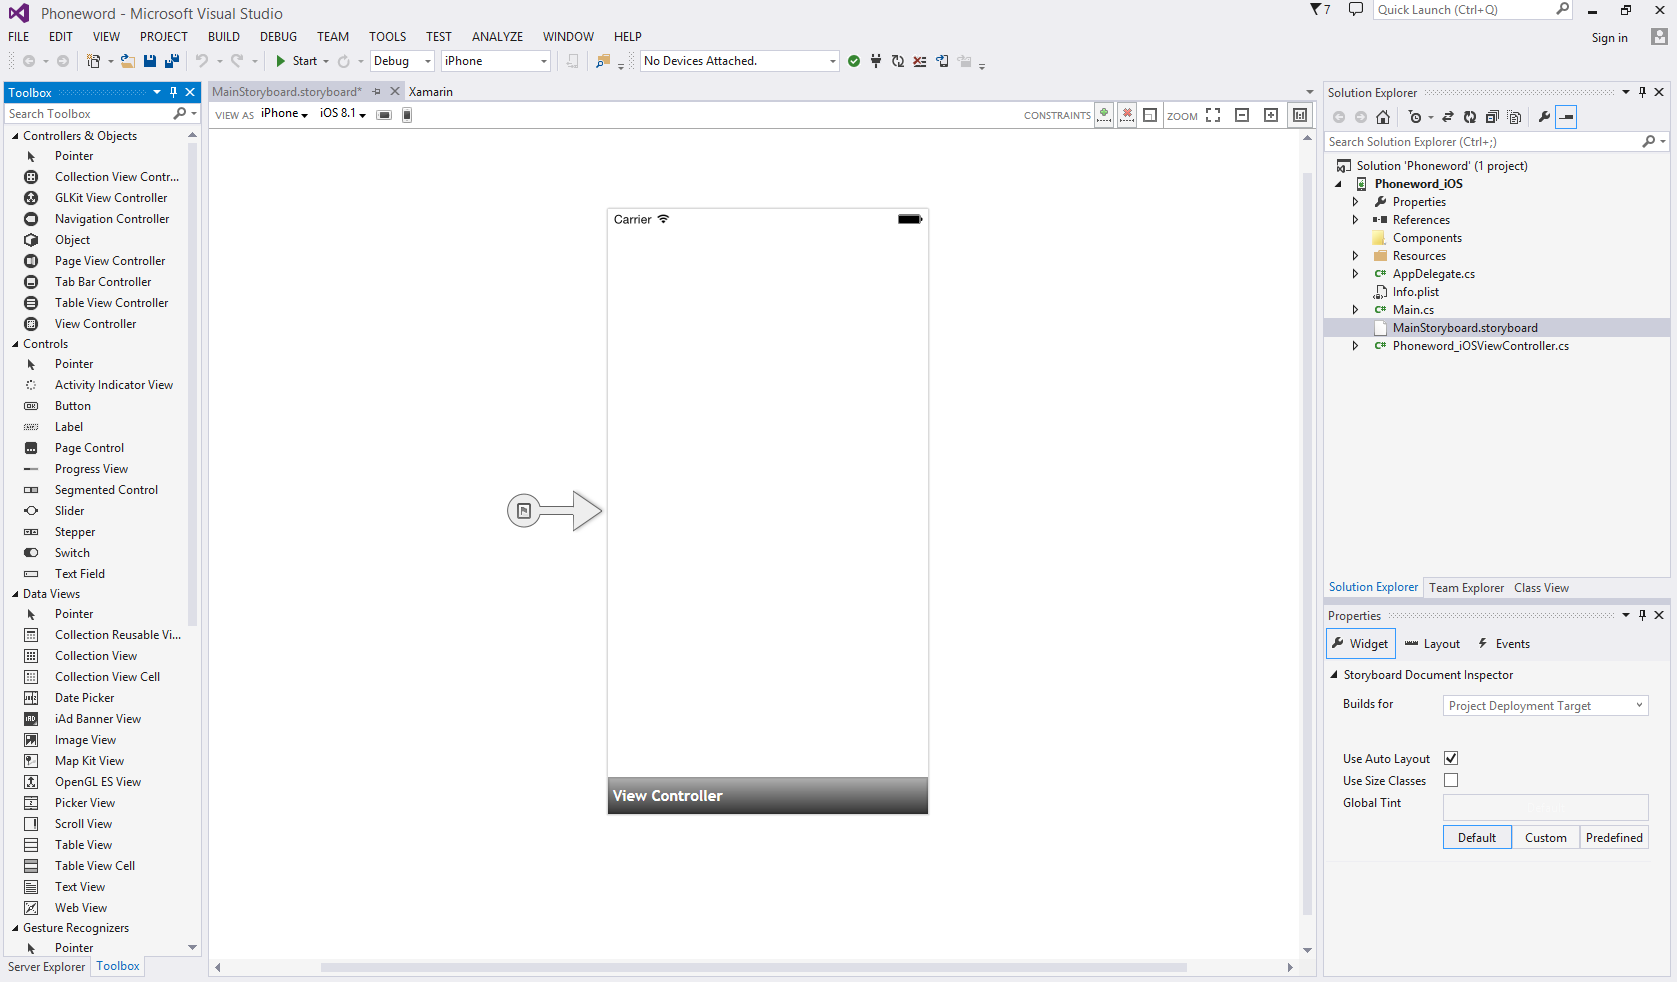 Phoneword - Microsoft Visual Studio
7
Quick Launch (Ctrl+Q)
FILE EDIT VIEW PROJECT BUILD DEBUG TEAM TOOLS TEST ANALYZE WINDOW HELP
Sign in
Start Debug iPhone No Devices Attached.
Toolbox
Search Toolbox
Controllers & Objects
Pointer
Collection View Contr...
GLKit View Controller
Navigation Controller
Object
Page View Controller
Tab Bar Controller
Table View Controller
View Controller
Controls
Pointer
Activity Indicator View
Button
Label
Page Control
Progress View
Segmented Control
Slider
Stepper
Switch
Text Field
Data Views
Pointer
Collection Reusable Vi...
Collection View
Collection View Cell
Date Picker
iAd Banner View
Image View
Map Kit View
OpenGL ES View
Picker View
Scroll View
Table View
Table View Cell
Text View
Web View
Gesture Recognizers
Pointer
Server Explorer Toolbox
MainStoryboard.storyboard* Xamarin
VIEW AS iPhone iOS 8.1 CONSTRAINTS ZOOM
Carrier
View Controller
Solution Explorer
Search Solution Explorer (Ctrl+;)
Solution 'Phoneword' (1 project)
Phoneword_iOS
Properties
References
Components
Resources
AppDelegate.cs
Info.plist
Main.cs
MainStoryboard.storyboard
Phoneword_iOSViewController.cs
Solution Explorer Team Explorer Class View
Properties
Widget Layout Events
Storyboard Document Inspector
Builds for Project Deployment Target
Use Auto Layout
Use Size Classes
Global Tint
Default Custom Predefined